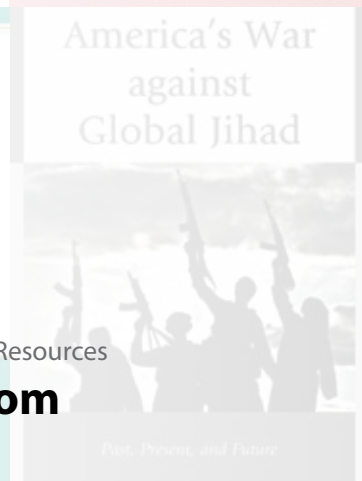 America's War
against
Global Jihad
Resources
om
Past, Present, and Future